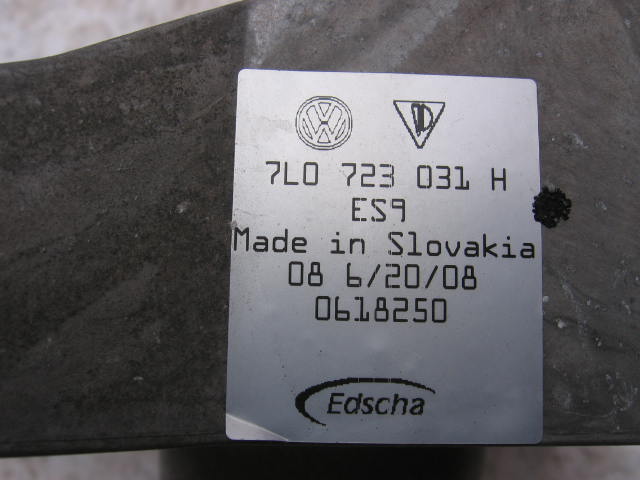 7L0 723 031 H
ES9
Made in Slovakia
08 6/20/08
0618250
Edscha